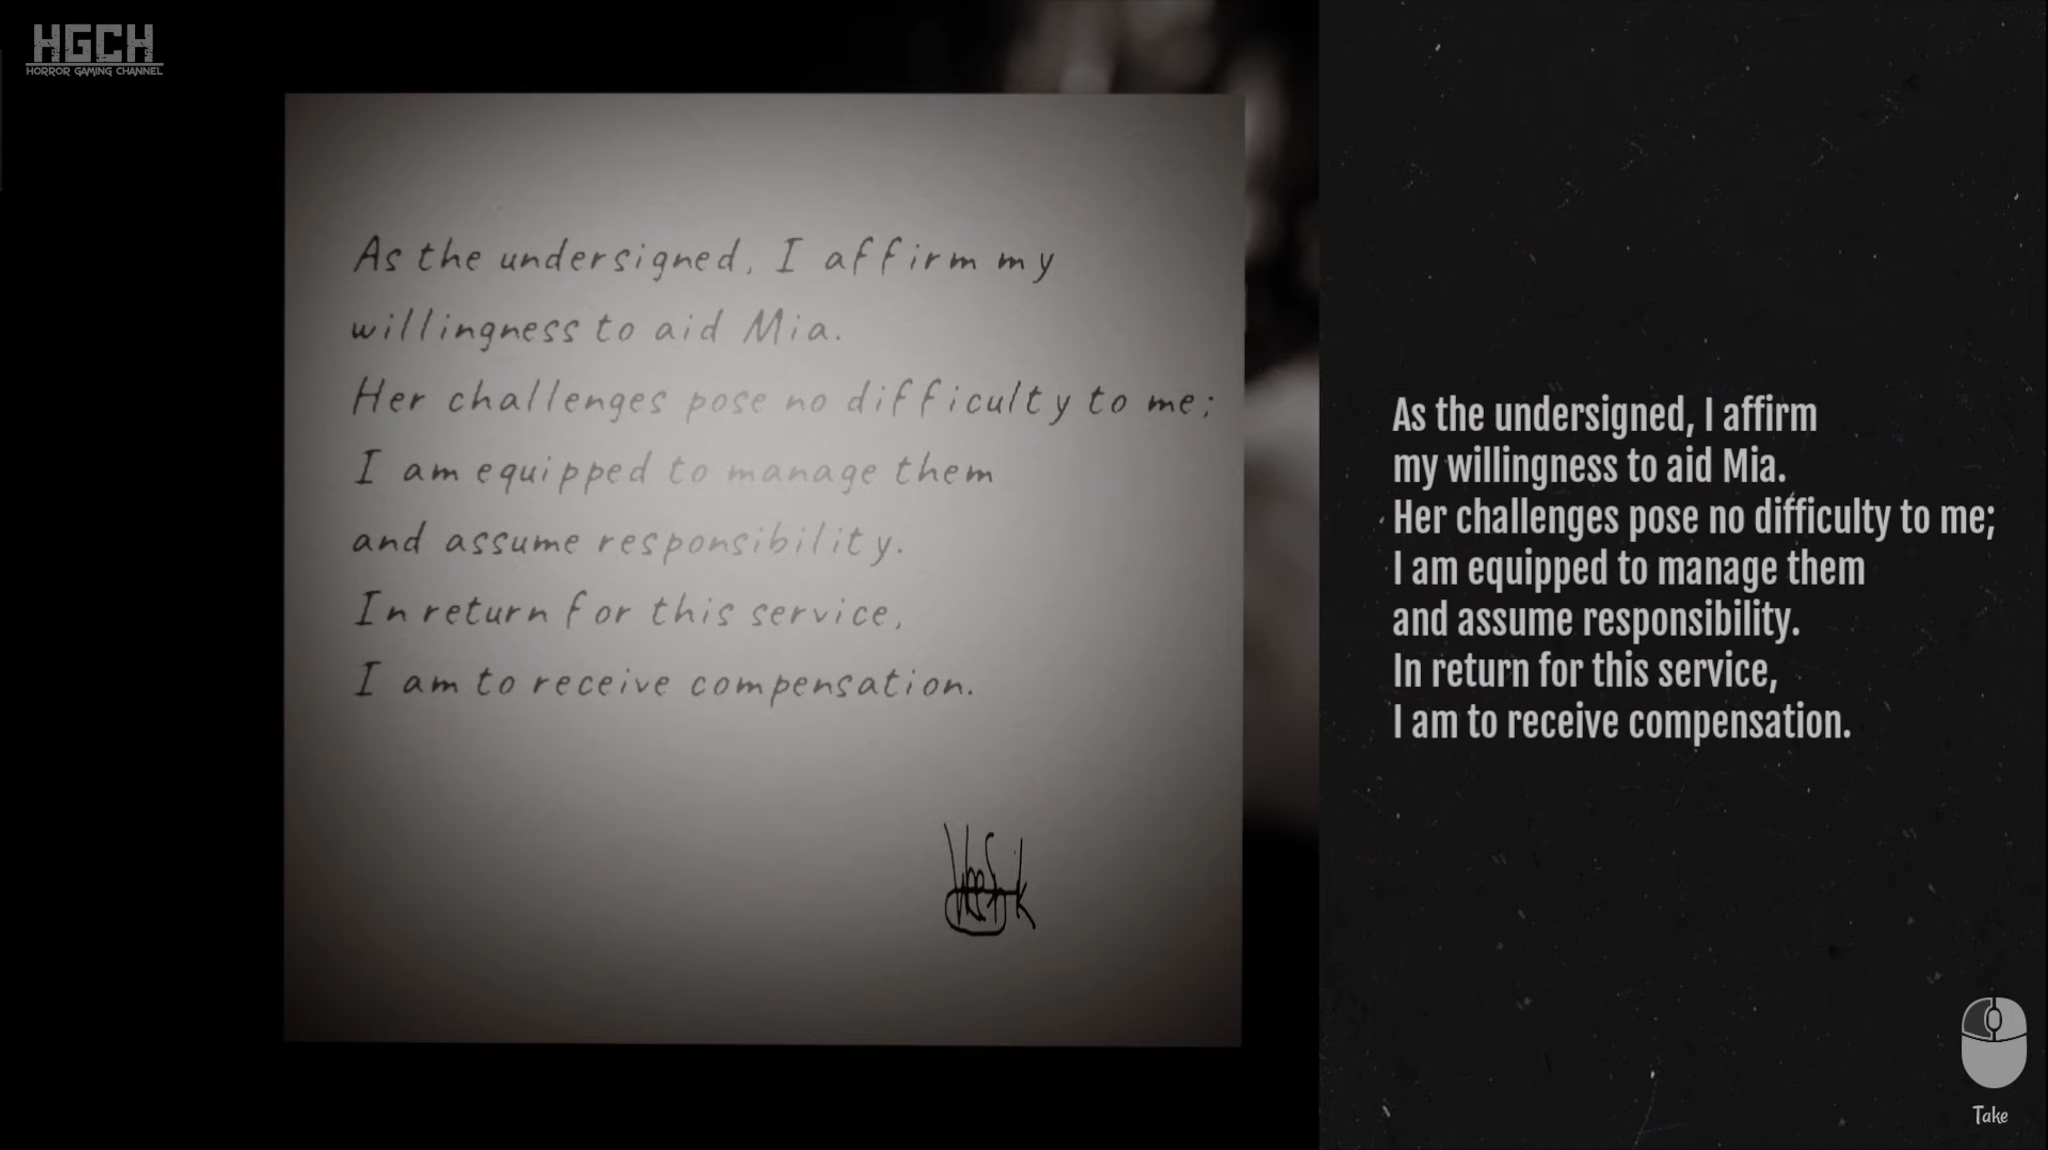 HGCH
HORROR GAMING CHANNEL
As the undersigned, I affirm my
willingness to aid Mia.
Her challenges pose no difficulty to me;
I am equipped to manage them
and assume responsibility.
In return for this service,
I am to receive compensation.
As the undersigned, I affirm
my willingness to aid Mia.
Her challenges pose no difficulty to me;
I am equipped to manage them
and assume responsibility.
In return for this service,
I am to receive compensation.
Take